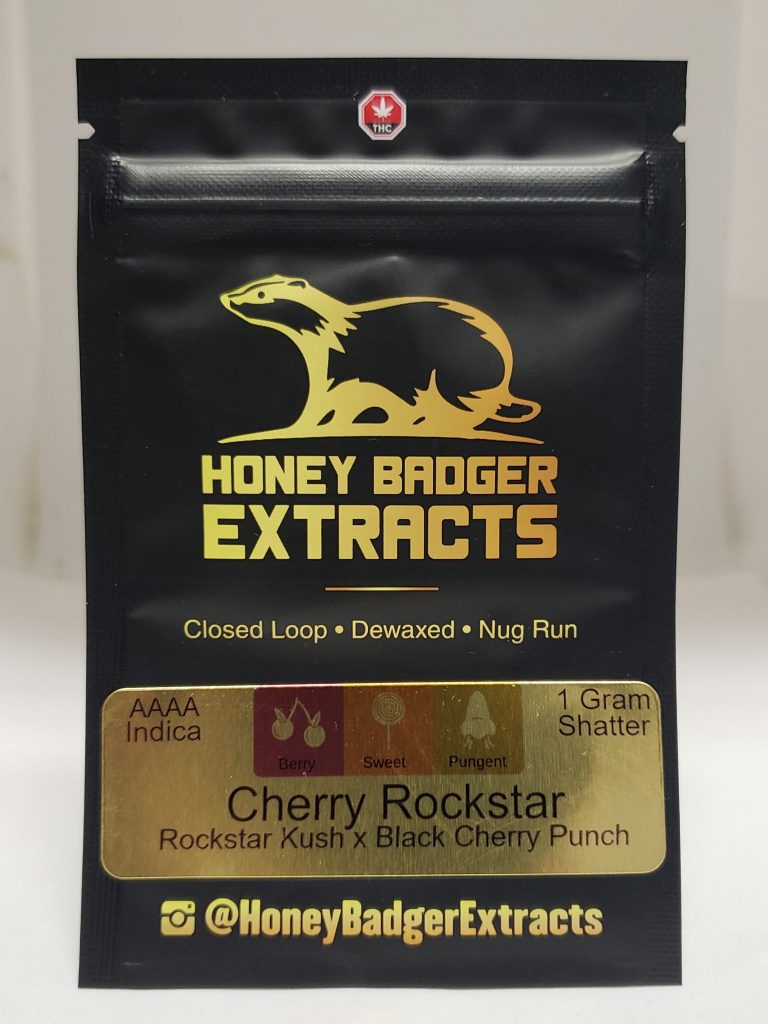 THC
HONEY BADGER
EXTRACTS
Closed Loop • Dewaxed • Nug Run
AAAA
Indica
Berry
Sweet
Pungent
1 Gram
Shatter
Cherry Rockstar
Rockstar Kush x Black Cherry Punch
@HoneyBadgerExtracts